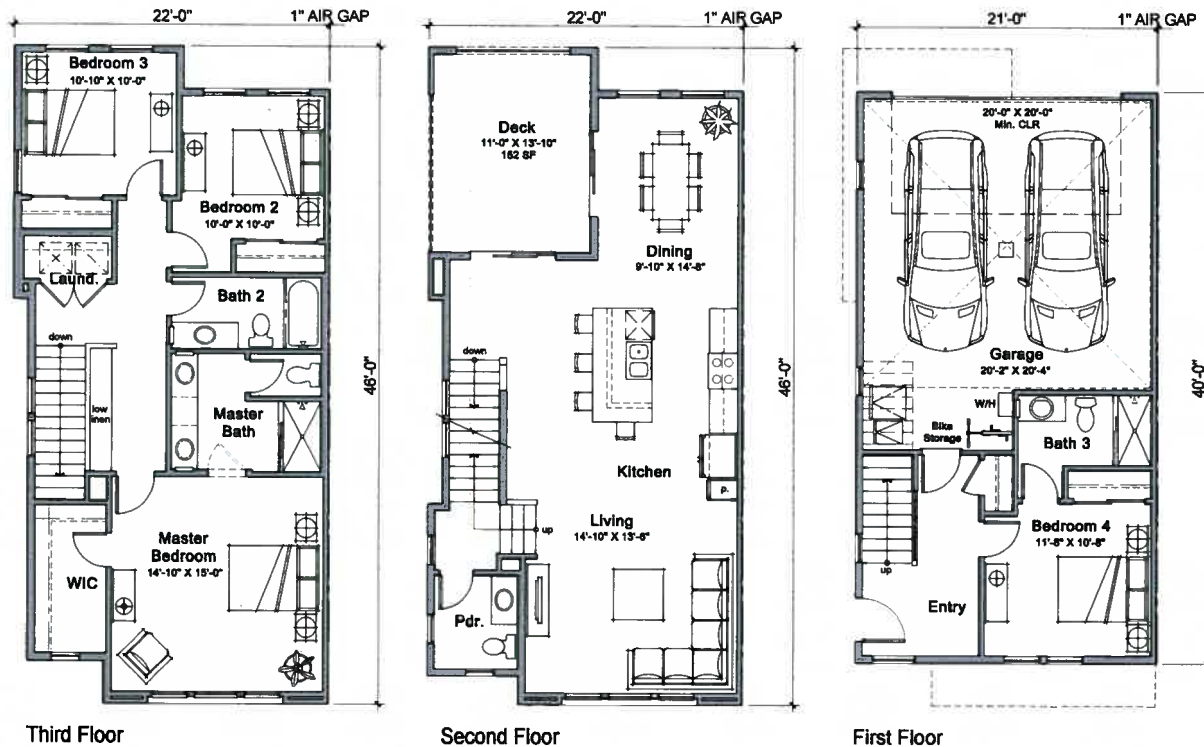 22'-0"
1" AIR GAP
Bedroom 3
10'-10" X 10'-0"
Bedroom 2
10'-0" X 10'-0"
Laund.
Bath 2
down
low
linen
Master
Bath
46'-0"
Master
Bedroom
14'-10" X 15'-0"
WIC
Third Floor
22'-0"
1" AIR GAP
Deck
11'-0" X 13'-10"
152 SF
Dining
9'-10" X 14'-8"
down
46'-0"
Kitchen
P.
Living
14'-10" X 13'-6"
up
Pdr.
Second Floor
21'-0"
1" AIR GAP
20'-0" X 20'-0"
Min. CLR
Garage
20'-2" X 20'-4"
40'-0"
W/H
Bike
Storage
Bath 3
Bedroom 4
11'-8" X 10'-8"
up
Entry
First Floor